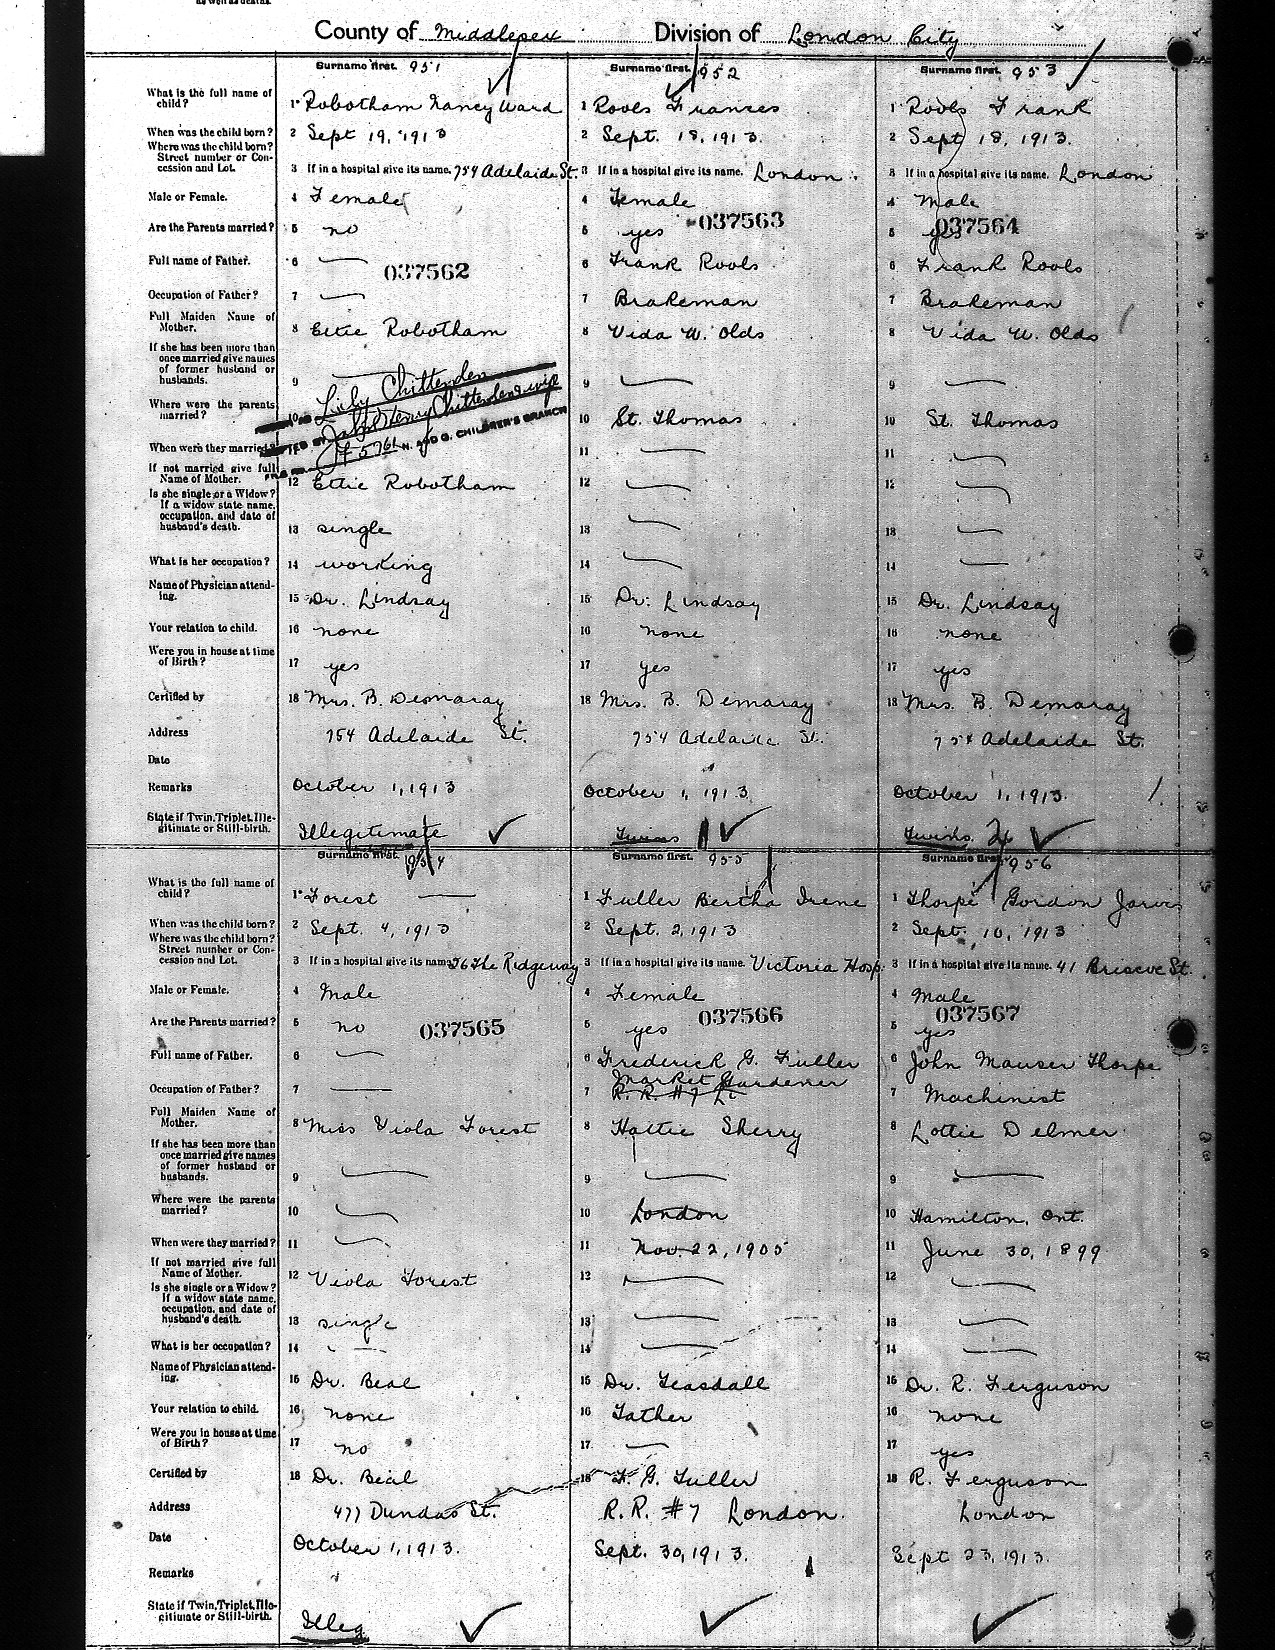 as well as deaths.
County of Middlesex Division of London City
Surname first. 951
What is the full name of child? 1 Robotham Nancy Ward
When was the child born? 2 Sept 19, 1913
Where was the child born? Street number or Concession and Lot. 3 If in a hospital give its name. 754 Adelaide St.
Male or Female. 4 Female
Are the Parents married? 5 no
Full name of Father. 6 —
037562
Occupation of Father? 7 —
Full Maiden Name of Mother. 8 Ettie Robotham
If she has been more than once married give names of former husband or husbands. 9
Lily Chittenden
Where were the parents married? 10
Henry Chittenden & wife
When were they married? 11
5761 N. AND G. CHILDREN'S BRANCH
If not married give full Name of Mother. 12 Ettie Robotham
Is she single or a Widow? If a widow state name, occupation, and date of husband's death. 13 single
What is her occupation? 14 working
Name of Physician attending. 15 Dr. Lindsay
Your relation to child. 16 none
Were you in house at time of Birth? 17 yes
Certified by 18 Mrs. B. Demaray
Address 754 Adelaide St.
Date
Remarks October 1, 1913
State if Twin, Triplet, Illegitimate or Still-birth. Illegitimate
Surname first. 952
1 Rools Frances
2 Sept. 18, 1913.
3 If in a hospital give its name. London.
4 Female
037563
5 yes
6 Frank Rools
7 Brakeman
8 Vida W. Olds
9 —
10 St. Thomas
11 —
12 —
13 —
14 —
15 Dr. Lindsay
16 none
17 yes
18 Mrs. B. Demaray
754 Adelaide St.
October 1, 1913
Twins 1
Surname first. 953
1 Rools Frank
2 Sept 18, 1913.
3 If in a hospital give its name. London
4 Male
037564
5 yes
6 Frank Rools
7 Brakeman
8 Vida W. Olds
9 —
10 St. Thomas
11 —
12 —
13 —
14 —
15 Dr. Lindsay
16 none
17 yes
18 Mrs. B. Demaray
754 Adelaide St.
October 1, 1913.
Twins. 2
Surname first. 954
What is the full name of child? 1 Forest —
When was the child born? 2 Sept. 4, 1913
Where was the child born? Street number or Concession and Lot. 3 If in a hospital give its name 76 The Ridgeway
Male or Female. 4 Male
Are the Parents married? 5 no
037565
Full name of Father. 6 —
Occupation of Father? 7 —
Full Maiden Name of Mother. 8 Miss Viola Forest
If she has been more than once married give names of former husband or husbands. 9 —
Where were the parents married? 10 —
When were they married? 11 —
If not married give full Name of Mother. 12 Viola Forest
Is she single or a Widow? If a widow state name, occupation, and date of husband's death. 13 single
What is her occupation? 14 —
Name of Physician attending. 15 Dr. Beal
Your relation to child. 16 none
Were you in house at time of Birth? 17 no
Certified by 18 Dr. Beal
Address 477 Dundas St.
Date October 1, 1913.
Remarks
State if Twin, Triplet, Illegitimate or Still-birth. Illeg
Surname first. 955
1 Fuller Bertha Irene
2 Sept. 2, 1913
3 If in a hospital give its name. Victoria Hosp.
4 Female
037566
5 yes
6 Frederick G. Fuller
Market Gardener
7 R. R. #7 Li
8 Hattie Sherry
9 —
10 London
11 Nov. 22, 1905
12 —
13 —
14 —
15 Dr. Teasdall
16 Father
17 —
18 F. G. Fuller
R.R. #7 London.
Sept. 30, 1913.
Surname first. 956
1 Thorpe Gordon Jarvis
2 Sept. 10, 1913
3 If in a hospital give its name. 41 Briscoe St.
4 Male
037567
5 yes
6 John Mauser Thorpe
7 Machinist
8 Lottie Delmer
9 —
10 Hamilton, Ont.
11 June 30, 1899
12 —
13 —
14 —
15 Dr. R. Ferguson
16 none
17 yes
18 R. Ferguson
London
Sept 23, 1913.